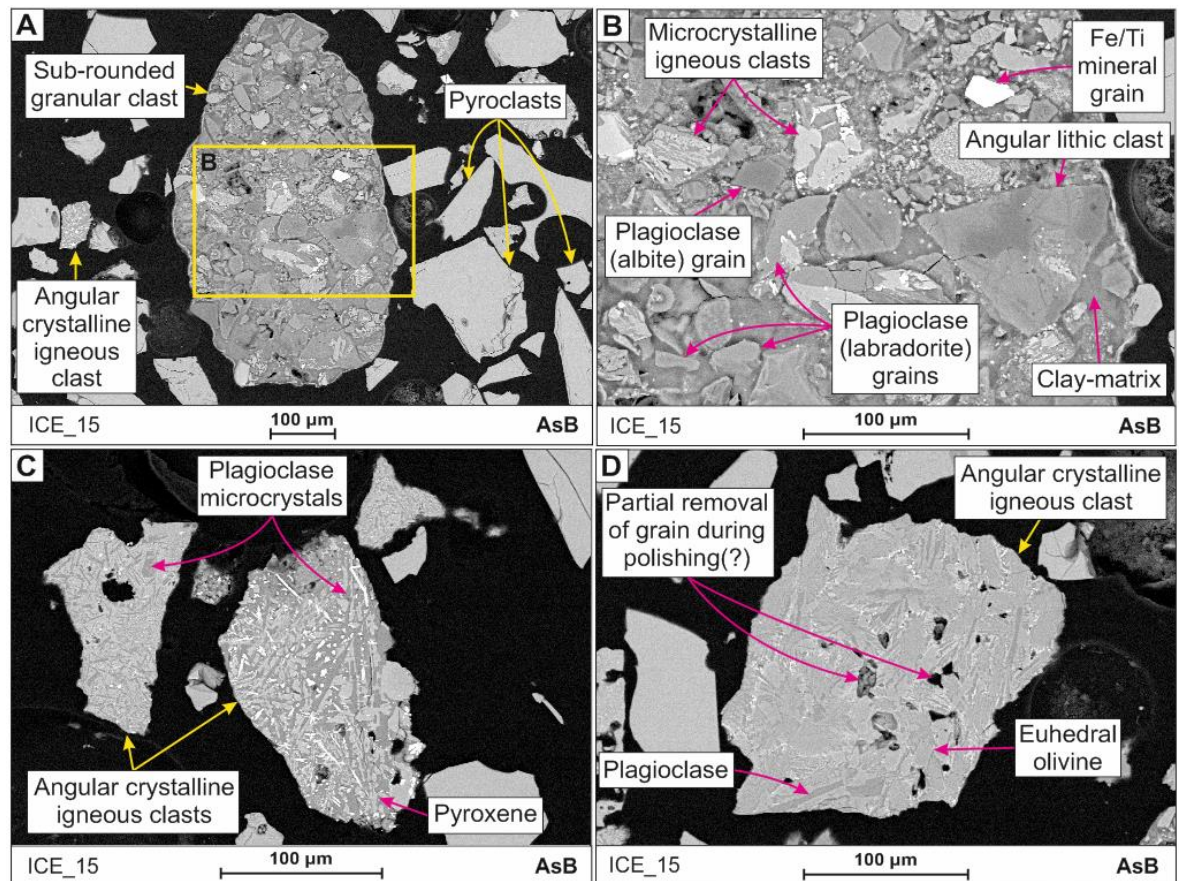 A
Sub-rounded
granular clast
Pyroclasts
B
Angular
crystalline
igneous
clast
ICE_15
100 µm
AsB
B
Microcrystalline
igneous clasts
Fe/Ti
mineral
grain
Angular lithic clast
Plagioclase
(albite) grain
Plagioclase
(labradorite)
grains
Clay-matrix
ICE_15
100 µm
AsB
C
Plagioclase
microcrystals
Angular crystalline
igneous clasts
Pyroxene
ICE_15
100 µm
AsB
D
Partial removal
of grain during
polishing(?)
Angular crystalline
igneous clast
Plagioclase
Euhedral
olivine
ICE_15
100 µm
AsB